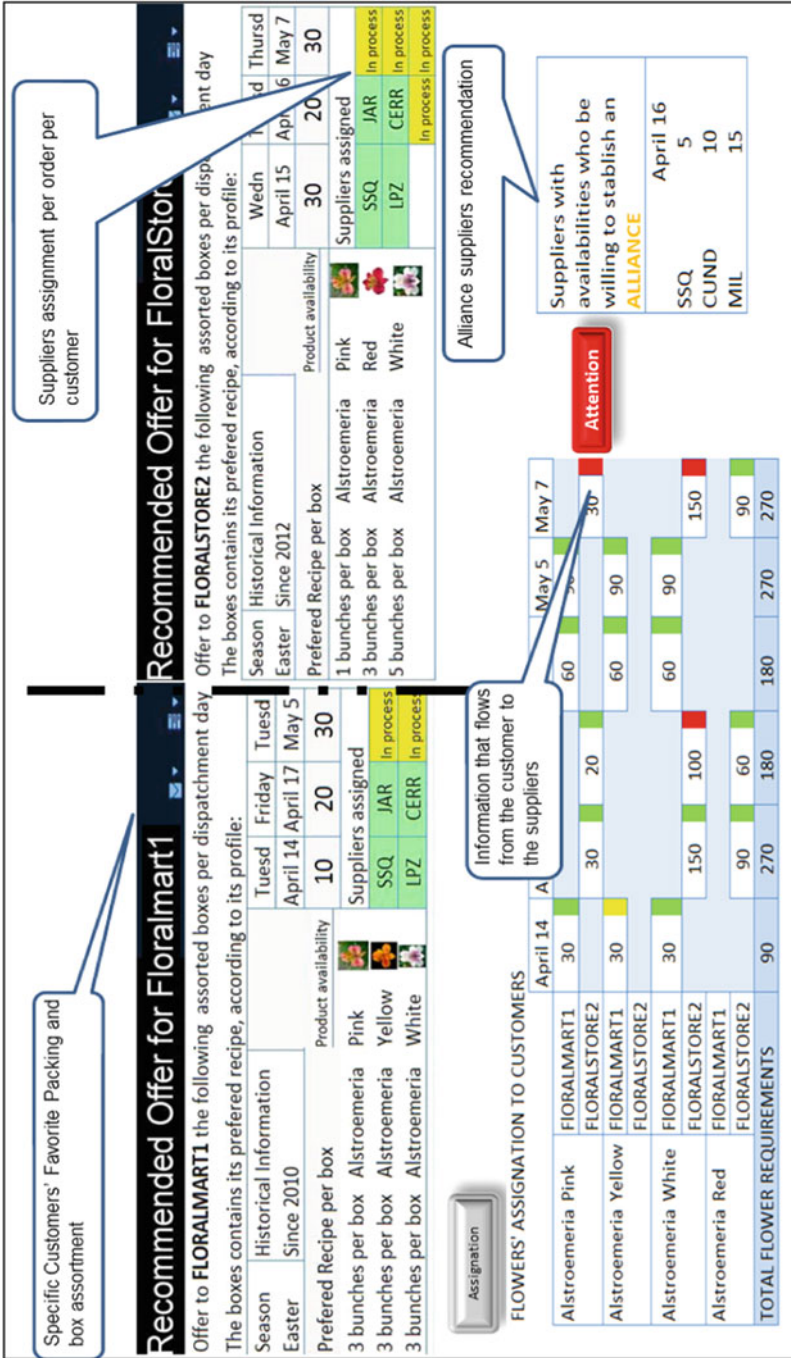 Specific Customers' Favorite Packing and
box assortment
Suppliers assignment per order per
customer
Recommended Offer for Floralmart1
Offer to FLORALMART1 the following assorted boxes per dispatchment day
The boxes contains its prefered recipe, according to its profile:
Season Historical Information Tuesd Friday Tuesd
Easter Since 2010 April 14 April 17 May 5
Prefered Recipe per box 10 20 30
Product availability Suppliers assigned
3 bunches per box Alstroemeria Pink SSQ JAR In process
3 bunches per box Alstroemeria Yellow
3 bunches per box Alstroemeria White LPZ CERR In process
Recommended Offer for FloralStor
Offer to FLORALSTORE2 the following assorted boxes per dispa ent day
The boxes contains its prefered recipe, according to its profile:
Season Historical Information Wedn d Thursd
Easter Since 2012 April 15 Ap 6 May 7
Prefered Recipe per box 30 20 30
Product availability Suppliers assigned
1 bunches per box Alstroemeria Pink SSQ JAR In process
3 bunches per box Alstroemeria Red LPZ CERR In process
5 bunches per box Alstroemeria White In process In process
Assignation
FLOWERS' ASSIGNATION TO CUSTOMERS
April 14 A May 5 May 7
Alstroemeria Pink FlORALMART1 30 60 90
FLORALSTORE2 30 20 30
Alstroemeria Yellow FlORALMART1 30 60 90
FLORALSTORE2
Alstroemeria White FlORALMART1 30 60 90
FLORALSTORE2 150 100 150
Alstroemeria Red FlORALMART1
FLORALSTORE2 90 60 90
TOTAL FLOWER REQUIREMENTS 90 270 180 180 270 270
Information that flows
from the customer to
the suppliers
Attention
Alliance suppliers recommendation
Suppliers with
availabilities who be
willing to stablish an
ALLIANCE
April 16
SSQ 5
CUND 10
MIL 15